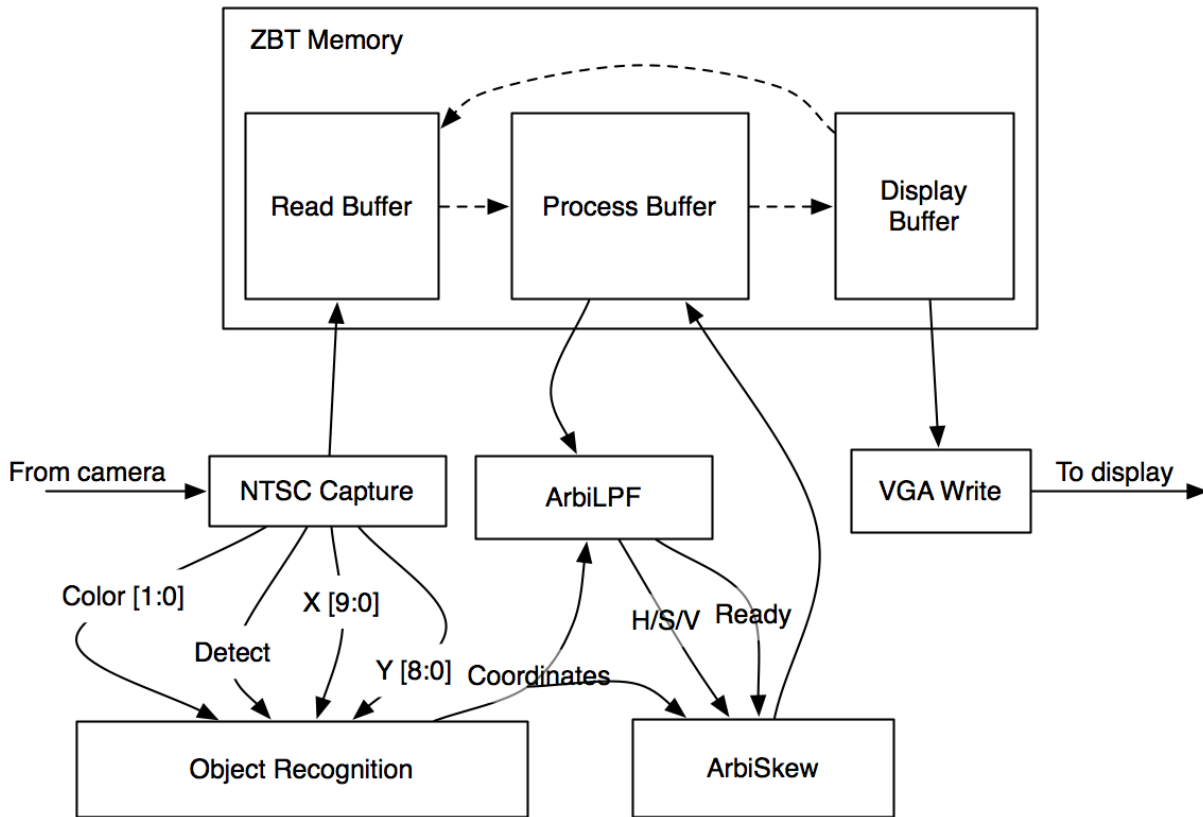 ZBT Memory
Read Buffer
Process Buffer
Display
Buffer
From camera
NTSC Capture
ArbiLPF
VGA Write
To display
Color [1:0]
X [9:0]
H/S/V
Ready
Detect
Y [8:0]
Coordinates
Object Recognition
ArbiSkew